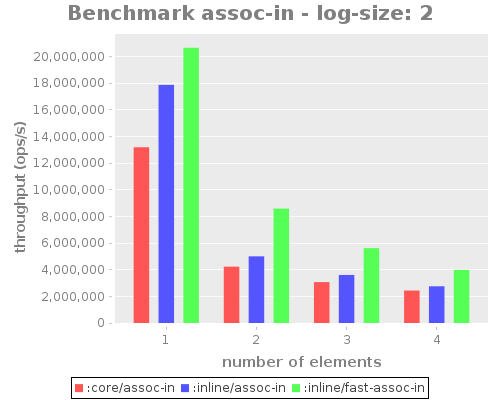 Benchmark assoc-in - log-size: 2
throughput (ops/s)
20,000,000
18,000,000
16,000,000
14,000,000
12,000,000
10,000,000
8,000,000
6,000,000
4,000,000
2,000,000
0
1 2 3 4
number of elements
:core/assoc-in :inline/assoc-in :inline/fast-assoc-in